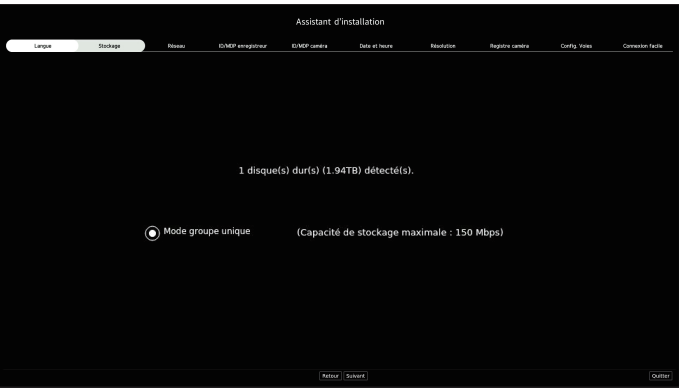 Assistant d'installation
Langue Stockage Réseau ID/MDP enregistreur ID/MDP caméra Date et heure Résolution Registre caméra Config. Voies Connexion facile
1 disque(s) dur(s) (1.94TB) détecté(s).
Mode groupe unique (Capacité de stockage maximale : 150 Mbps)
Retour Suivant Quitter